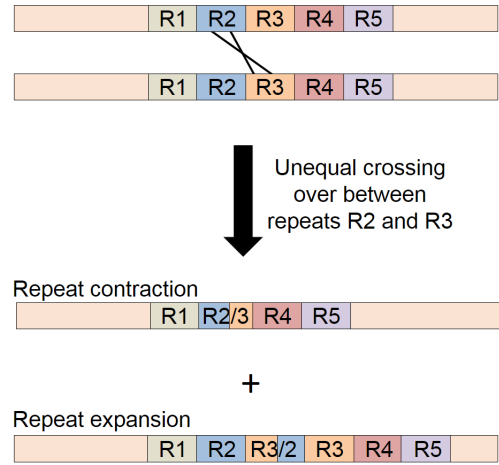 R1 R2 R3 R4 R5
R1 R2 R3 R4 R5
Unequal crossing
over between
repeats R2 and R3
Repeat contraction
R1 R2/3 R4 R5
+
Repeat expansion
R1 R2 R3/2 R3 R4 R5